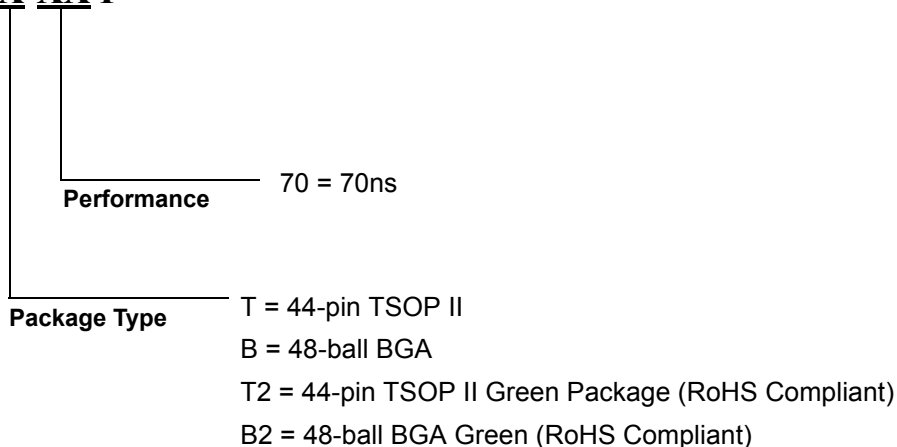 70 = 70ns
Performance
T = 44-pin TSOP II
Package Type
B = 48-ball BGA
T2 = 44-pin TSOP II Green Package (RoHS Compliant)
B2 = 48-ball BGA Green (RoHS Compliant)